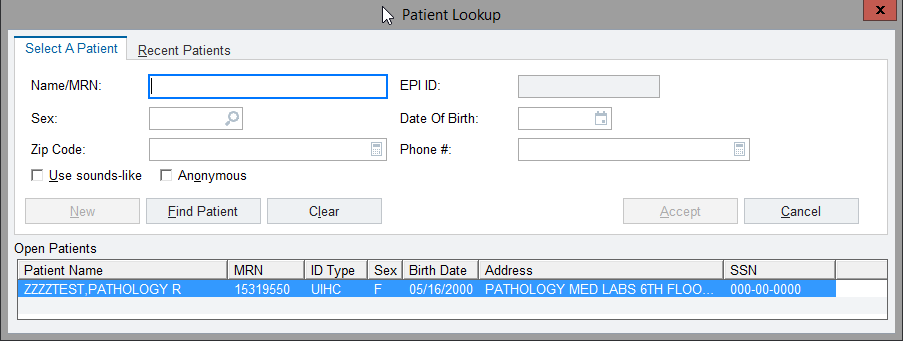 Patient Lookup
x
Select A Patient Recent Patients
Name/MRN: EPI ID:
Sex: Date Of Birth:
Zip Code: Phone #:
Use sounds-like Anonymous
New Find Patient Clear Accept Cancel
Open Patients
Patient Name MRN ID Type Sex Birth Date Address SSN
ZZZZTEST,PATHOLOGY R 15319550 UIHC F 05/16/2000 PATHOLOGY MED LABS 6TH FLOO... 000-00-0000